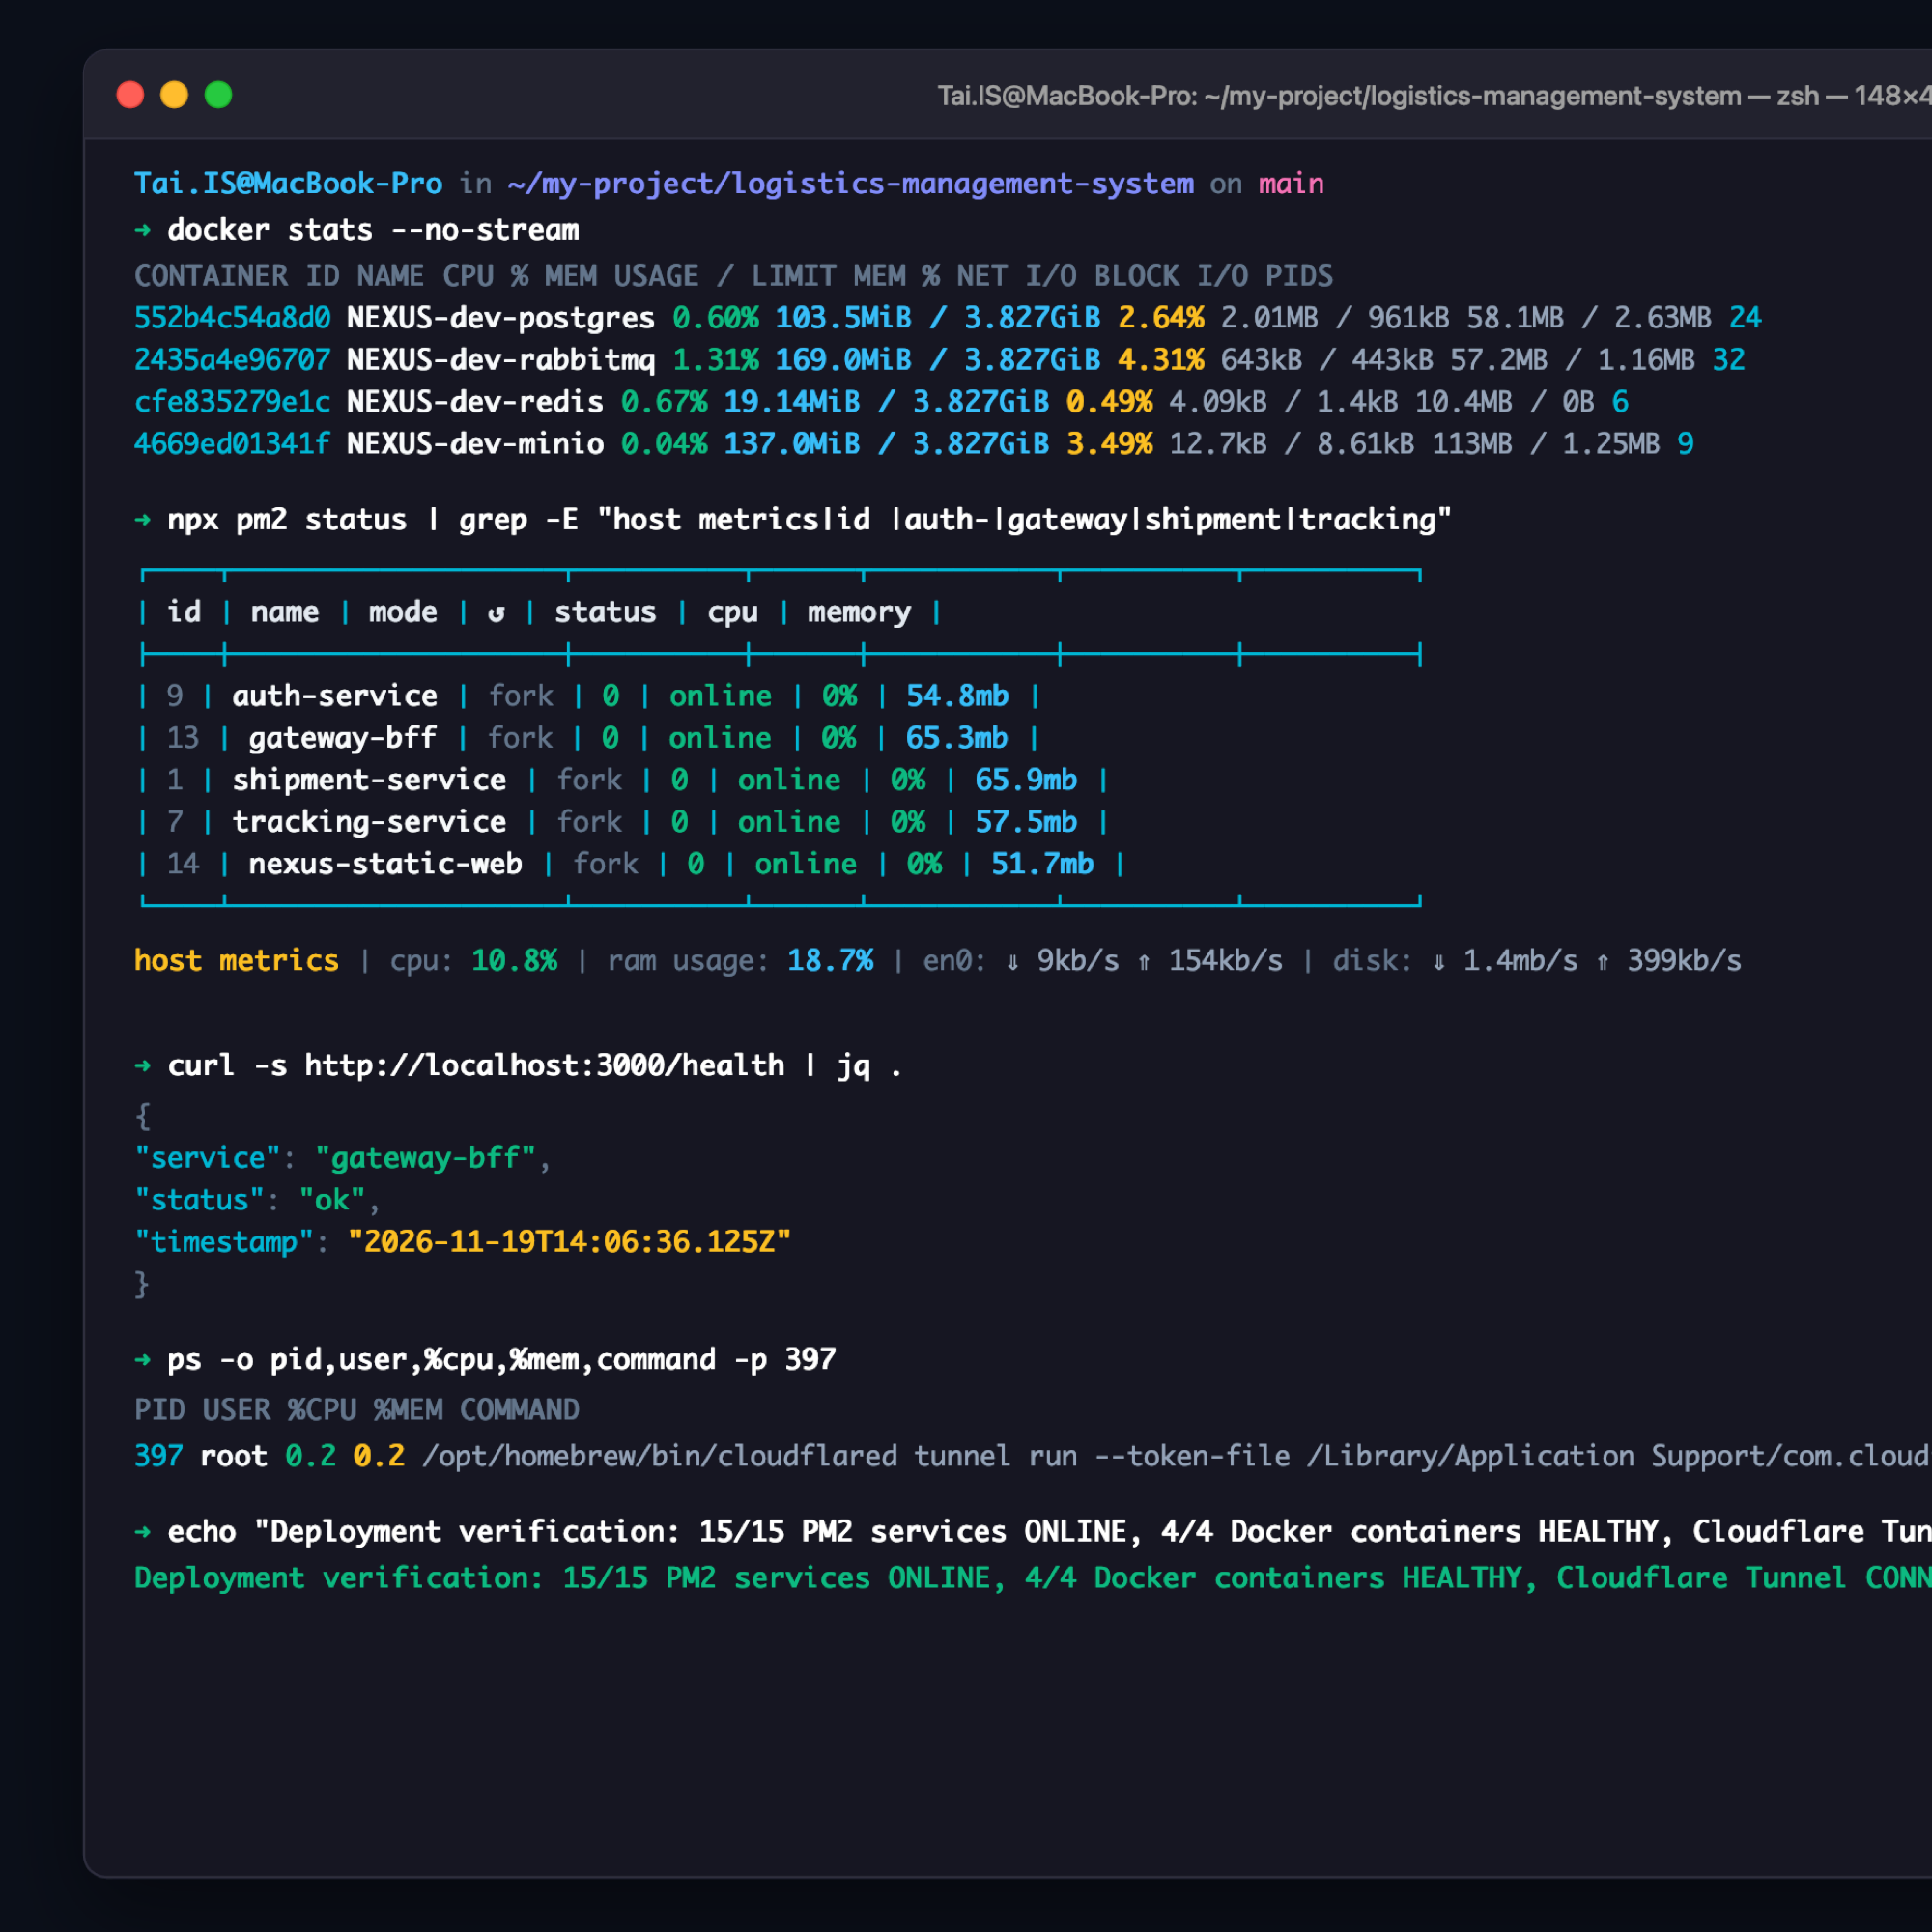 Tai.IS@MacBook-Pro: ~/my-project/logistics-management-system — zsh — 148×4
Tai.IS@MacBook-Pro in ~/my-project/logistics-management-system on main
➜ docker stats --no-stream
CONTAINER ID NAME CPU % MEM USAGE / LIMIT MEM % NET I/O BLOCK I/O PIDS
552b4c54a8d0 NEXUS-dev-postgres 0.60% 103.5MiB / 3.827GiB 2.64% 2.01MB / 961kB 58.1MB / 2.63MB 24
2435a4e96707 NEXUS-dev-rabbitmq 1.31% 169.0MiB / 3.827GiB 4.31% 643kB / 443kB 57.2MB / 1.16MB 32
cfe835279e1c NEXUS-dev-redis 0.67% 19.14MiB / 3.827GiB 0.49% 4.09kB / 1.4kB 10.4MB / 0B 6
4669ed01341f NEXUS-dev-minio 0.04% 137.0MiB / 3.827GiB 3.49% 12.7kB / 8.61kB 113MB / 1.25MB 9
➜ npx pm2 status | grep -E "host metrics|id |auth-|gateway|shipment|tracking"
| id | name | mode | ↺ | status | cpu | memory |
| 9 | auth-service | fork | 0 | online | 0% | 54.8mb |
| 13 | gateway-bff | fork | 0 | online | 0% | 65.3mb |
| 1 | shipment-service | fork | 0 | online | 0% | 65.9mb |
| 7 | tracking-service | fork | 0 | online | 0% | 57.5mb |
| 14 | nexus-static-web | fork | 0 | online | 0% | 51.7mb |
host metrics | cpu: 10.8% | ram usage: 18.7% | en0: ⇓ 9kb/s ⇑ 154kb/s | disk: ⇓ 1.4mb/s ⇑ 399kb/s
➜ curl -s http://localhost:3000/health | jq .
{
"service": "gateway-bff",
"status": "ok",
"timestamp": "2026-11-19T14:06:36.125Z"
}
➜ ps -o pid,user,%cpu,%mem,command -p 397
PID USER %CPU %MEM COMMAND
397 root 0.2 0.2 /opt/homebrew/bin/cloudflared tunnel run --token-file /Library/Application Support/com.cloud
➜ echo "Deployment verification: 15/15 PM2 services ONLINE, 4/4 Docker containers HEALTHY, Cloudflare Tun
Deployment verification: 15/15 PM2 services ONLINE, 4/4 Docker containers HEALTHY, Cloudflare Tunnel CONN